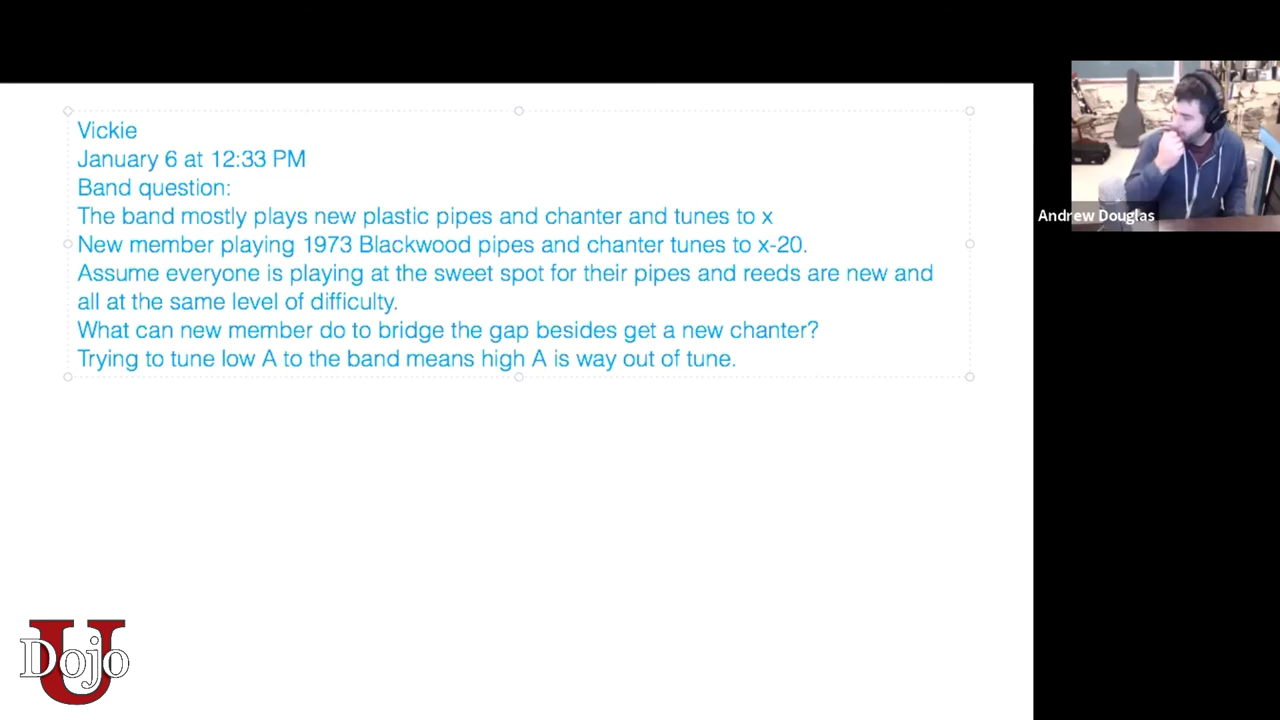 Vickie
January 6 at 12:33 PM
Band question:
The band mostly plays new plastic pipes and chanter and tunes to x
New member playing 1973 Blackwood pipes and chanter tunes to x-20.
Assume everyone is playing at the sweet spot for their pipes and reeds are new and
all at the same level of difficulty.
What can new member do to bridge the gap besides get a new chanter?
Trying to tune low A to the band means high A is way out of tune.
Andrew Douglas
U
Dojo